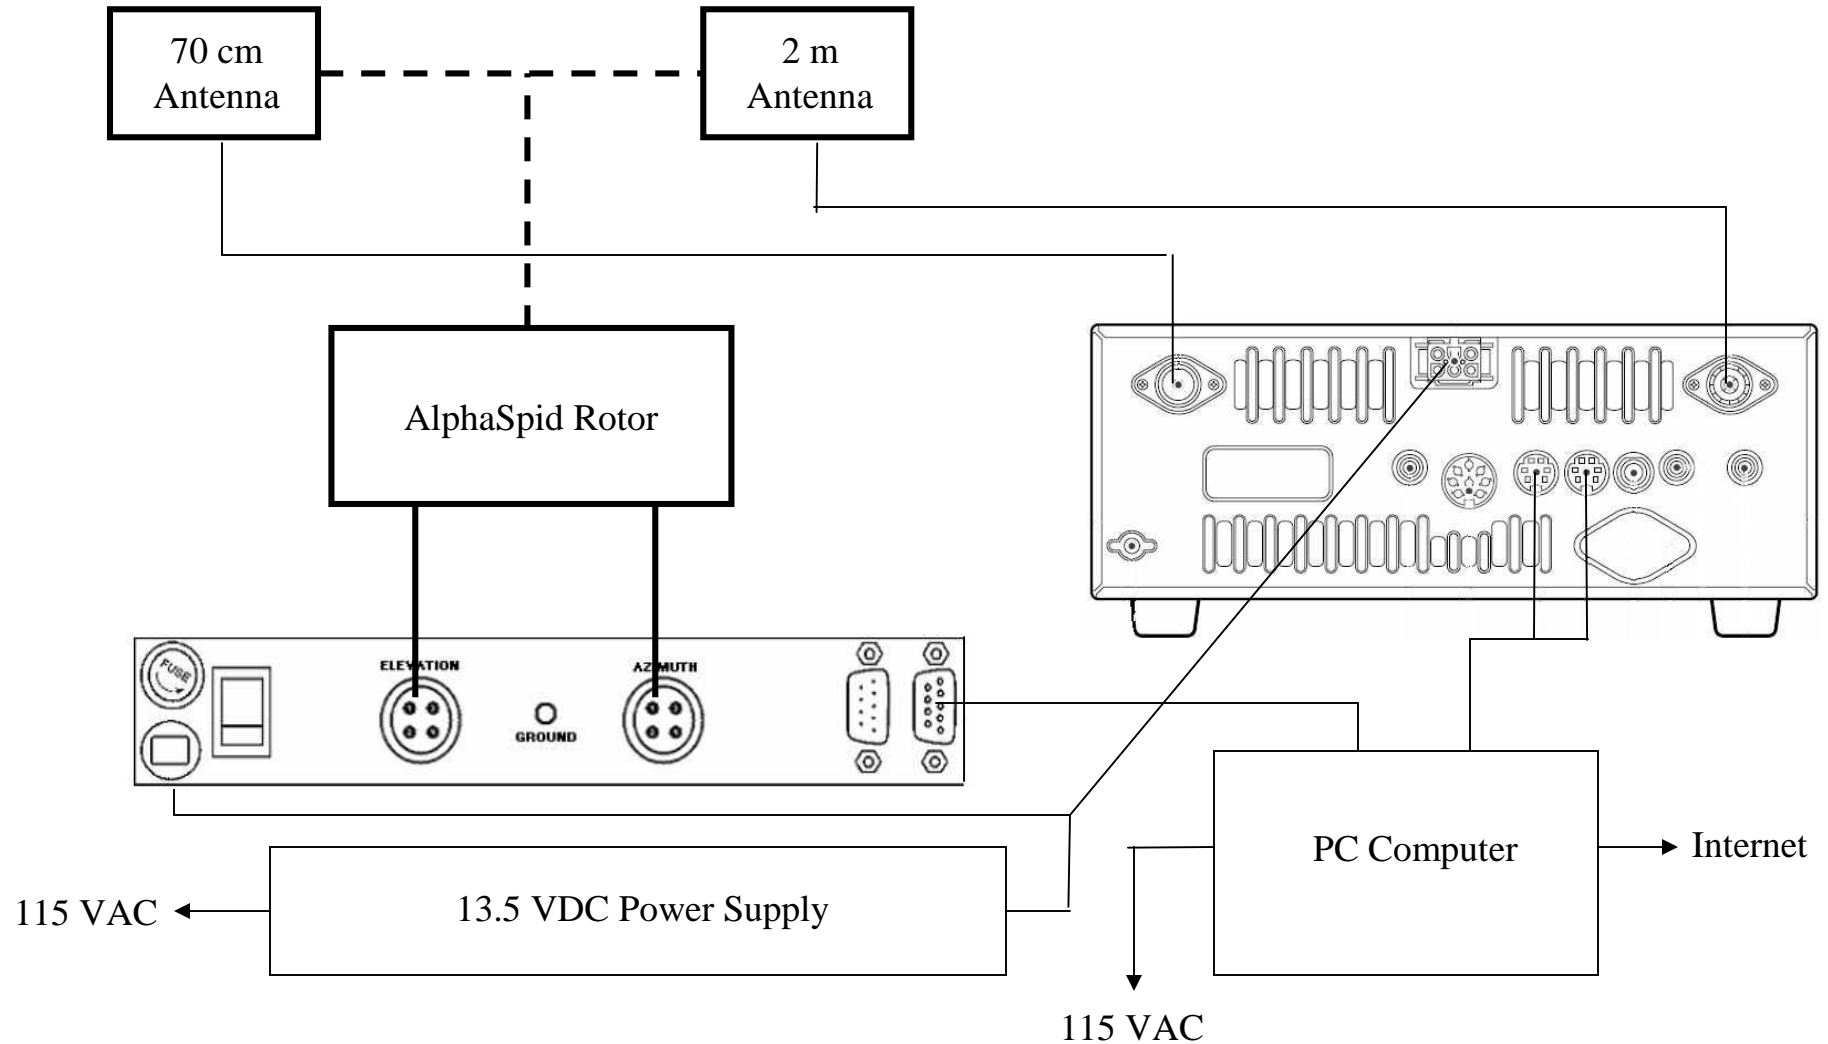 70 cm
Antenna
2 m
Antenna
AlphaSpid Rotor
FUSE
ELEVATION
AZIMUTH
GROUND
PC Computer
Internet
115 VAC
13.5 VDC Power Supply
115 VAC